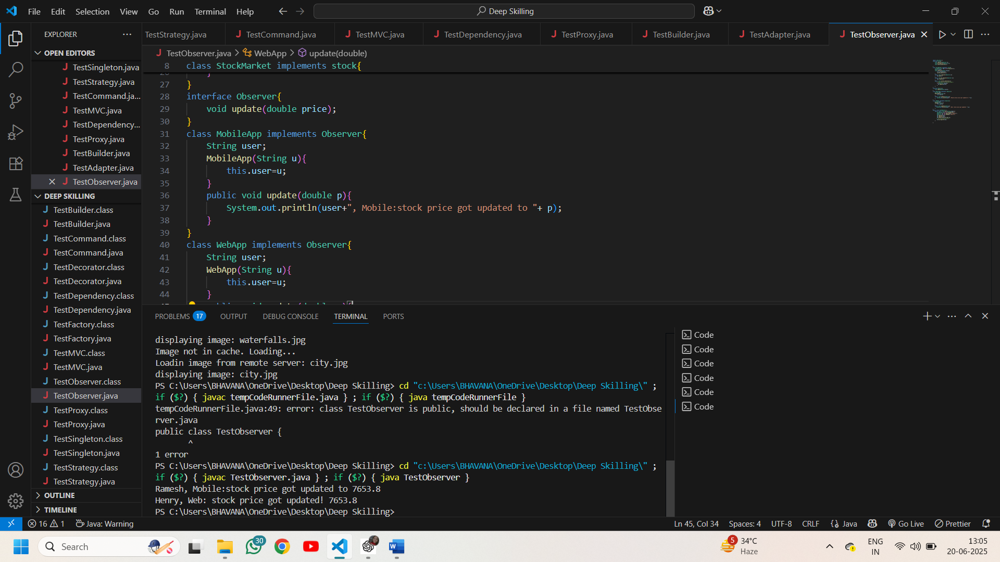 File Edit Selection View Go Run Terminal Help
Deep Skilling
EXPLORER
TestStrategy.java TestCommand.java TestMVC.java TestDependency.java TestProxy.java TestBuilder.java TestAdapter.java TestObserver.java
OPEN EDITORS
TestSingleton.java
TestStrategy.java
TestCommand.ja...
TestMVC.java
TestDependency...
TestProxy.java
TestBuilder.java
TestAdapter.java
TestObserver.java
DEEP SKILLING
TestBuilder.class
TestBuilder.java
TestCommand.class
TestCommand.java
TestDecorator.class
TestDecorator.java
TestDependency.class
TestDependency.java
TestFactory.class
TestFactory.java
TestMVC.class
TestMVC.java
TestObserver.class
TestObserver.java
TestProxy.class
TestProxy.java
TestSingleton.class
TestSingleton.java
TestStrategy.class
TestStrategy.java
OUTLINE
TIMELINE
TestObserver.java > WebApp > update(double)
8 class StockMarket implements stock{
27 }
28 interface Observer{
29 void update(double price);
30 }
31 class MobileApp implements Observer{
32 String user;
33 MobileApp(String u){
34 this.user=u;
35 }
36 public void update(double p){
37 System.out.println(user+", Mobile:stock price got updated to "+ p);
38 }
39 }
40 class WebApp implements Observer{
41 String user;
42 WebApp(String u){
43 this.user=u;
44 }
PROBLEMS 17 OUTPUT DEBUG CONSOLE TERMINAL PORTS
displaying image: waterfalls.jpg
Image not in cache. Loading...
Loadin image from remote server: city.jpg
displaying image: city.jpg
PS C:\Users\BHAVANA\OneDrive\Desktop\Deep Skilling> cd "c:\Users\BHAVANA\OneDrive\Desktop\Deep Skilling\" ;
if ($?) { javac tempCodeRunnerFile.java } ; if ($?) { java tempCodeRunnerFile }
tempCodeRunnerFile.java:49: error: class TestObserver is public, should be declared in a file named TestObse
rver.java
public class TestObserver {
^
1 error
PS C:\Users\BHAVANA\OneDrive\Desktop\Deep Skilling> cd "c:\Users\BHAVANA\OneDrive\Desktop\Deep Skilling\" ;
if ($?) { javac TestObserver.java } ; if ($?) { java TestObserver }
Ramesh, Mobile:stock price got updated to 7653.8
Henry, Web: stock price got updated! 7653.8
PS C:\Users\BHAVANA\OneDrive\Desktop\Deep Skilling>
Code
Code
Code
Code
Code
Code
16 1 Java: Warning
Ln 45, Col 34 Spaces: 4 UTF-8 CRLF {} Java Go Live Prettier
Search
30
5 34°C
Haze
ENG
IN
13:05
20-06-2025